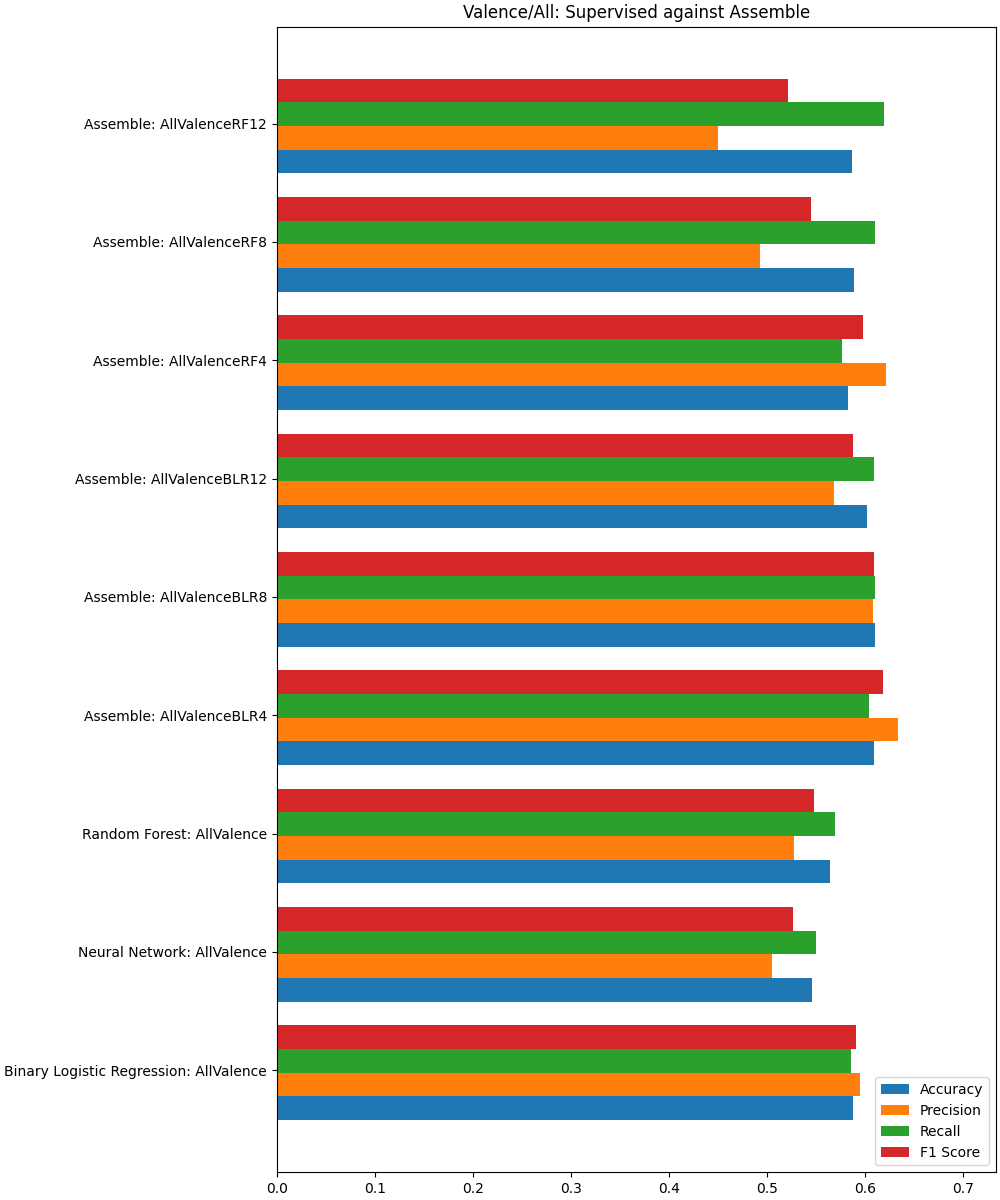 Valence/All: Supervised against Assemble
Assemble: AllValenceRF12
Assemble: AllValenceRF8
Assemble: AllValenceRF4
Assemble: AllValenceBLR12
Assemble: AllValenceBLR8
Assemble: AllValenceBLR4
Random Forest: AllValence
Neural Network: AllValence
Binary Logistic Regression: AllValence
Accuracy
Precision
Recall
F1 Score
0.0 0.1 0.2 0.3 0.4 0.5 0.6 0.7